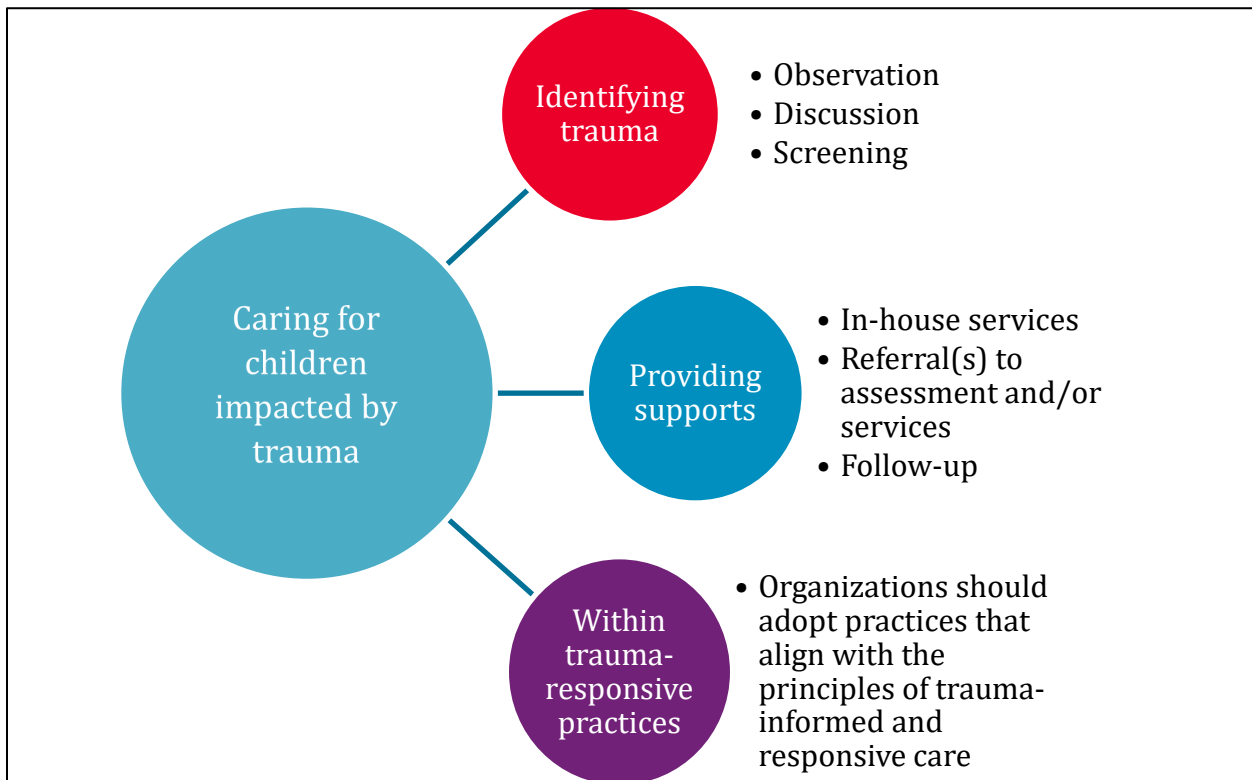 Identifying
trauma
• Observation
• Discussion
• Screening
Caring for
children
impacted by
trauma
Providing
supports
• In-house services
• Referral(s) to
assessment and/or
services
• Follow-up
Within
trauma-
responsive
practices
• Organizations should
adopt practices that
align with the
principles of trauma-
informed and
responsive care